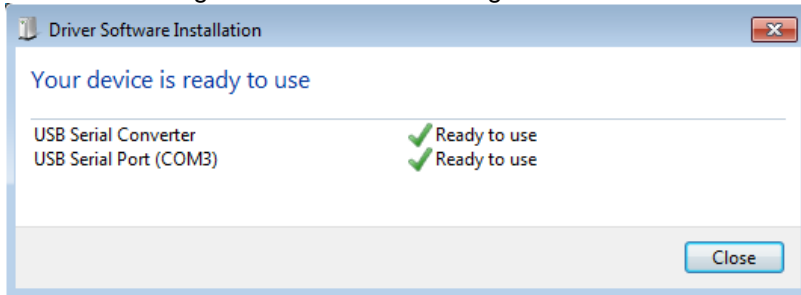 Driver Software Installation
Your device is ready to use
USB Serial Converter Ready to use
USB Serial Port (COM3) Ready to use
Close